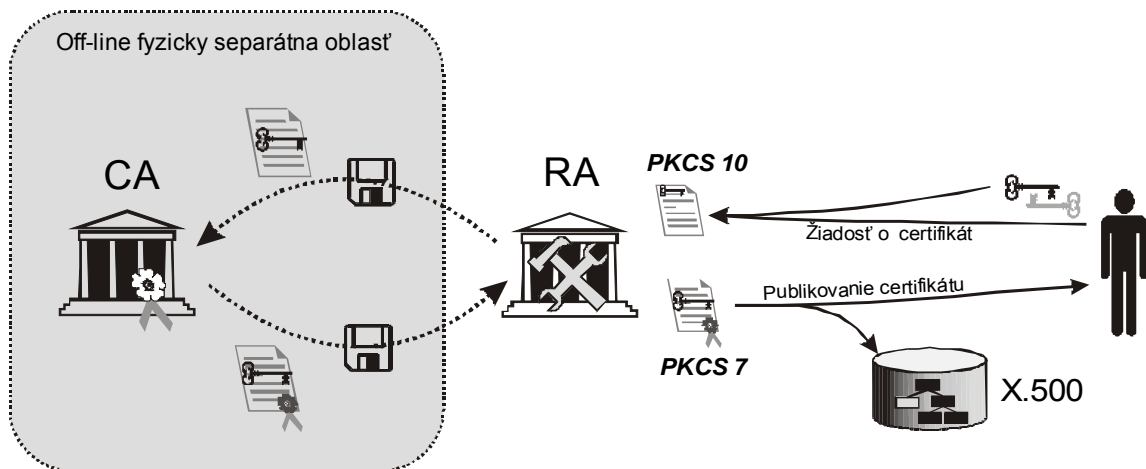 Off-line fyzicky separátna oblasť
CA
RA
PKCS 10
Žiadosť o certifikát
Publikovanie certifikátu
PKCS 7
X.500